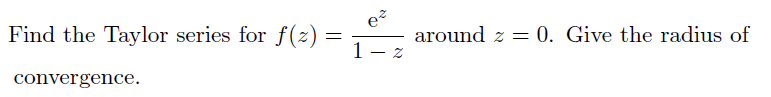 Find the Taylor series for f(z) = e^z / (1 − z) around z = 0. Give the radius of
convergence.